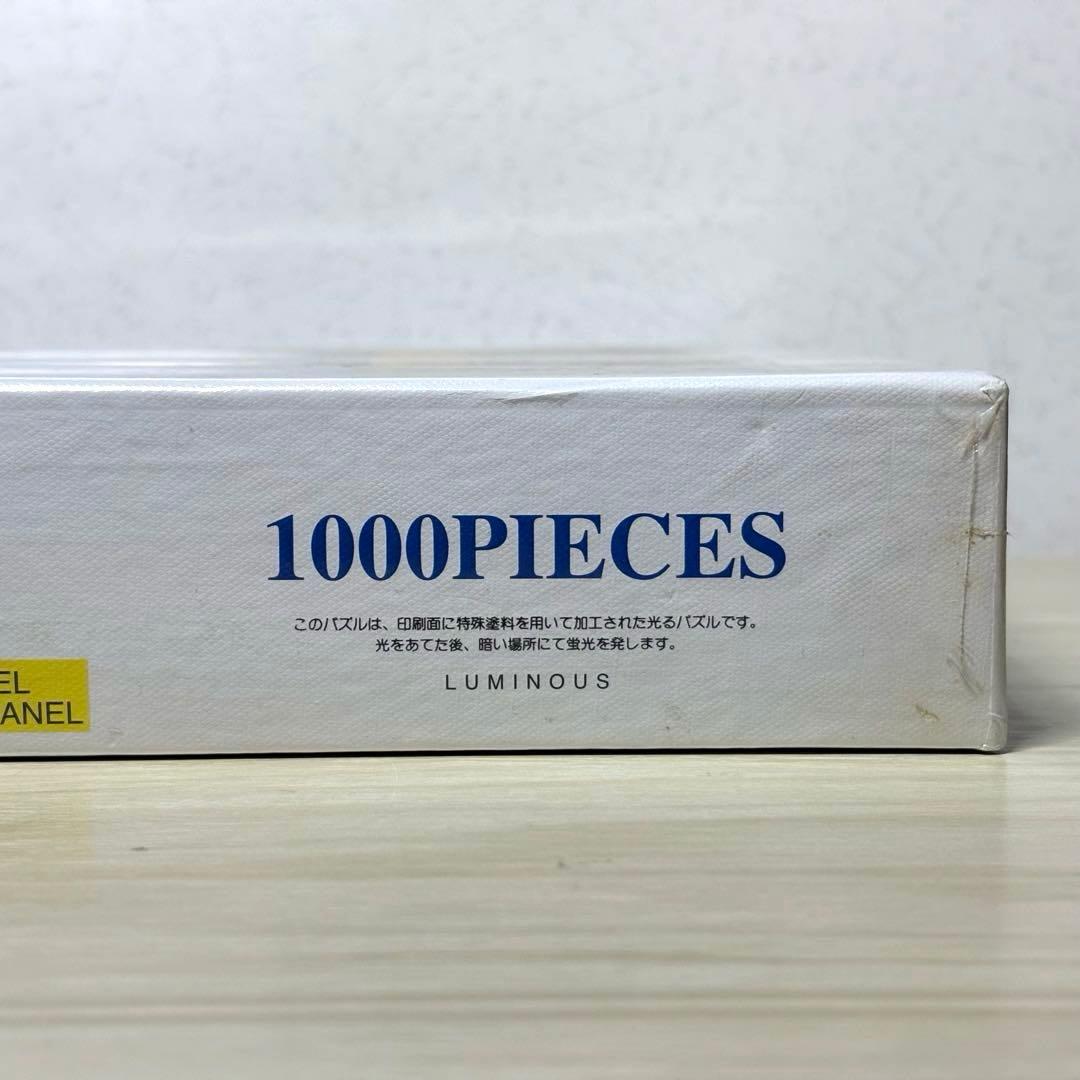 1000PIECES
このパズルは、印刷面に特殊塗料を用いて加工された光るパズルです。
光をあてた後、暗い場所にて蛍光を発します。
LUMINOUS
EL
ANEL